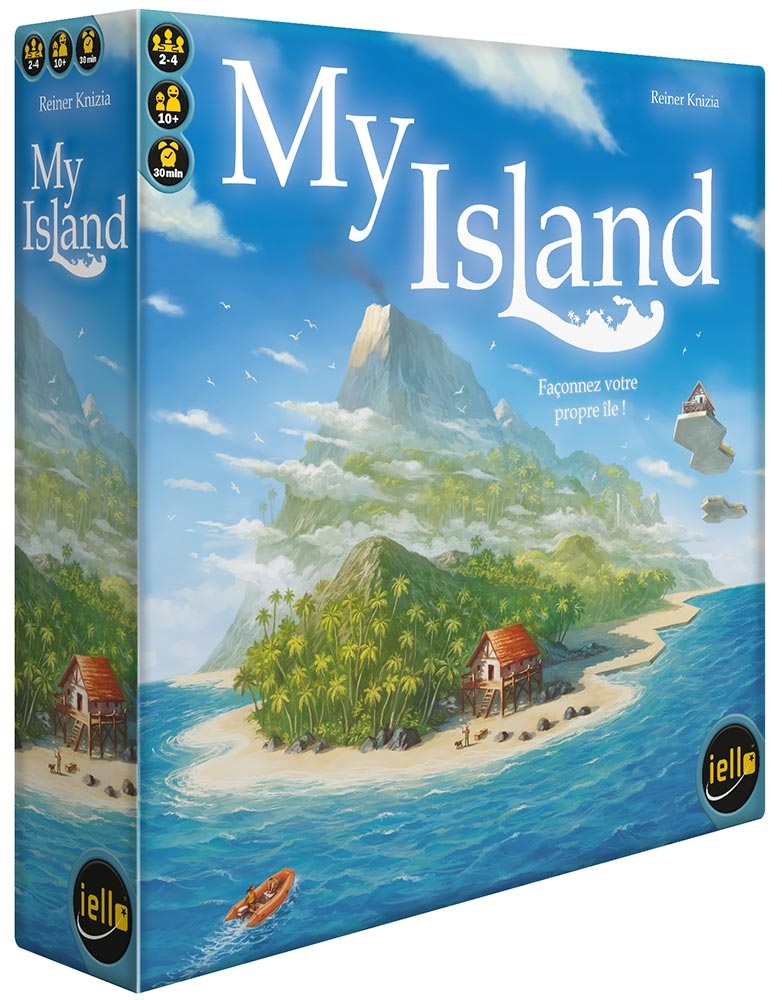 2-4
10+
30 min
Reiner Knizia
My
Island
iello
2-4
10+
30 min
Reiner Knizia
My
Island
Façonnez votre
propre île !
iello